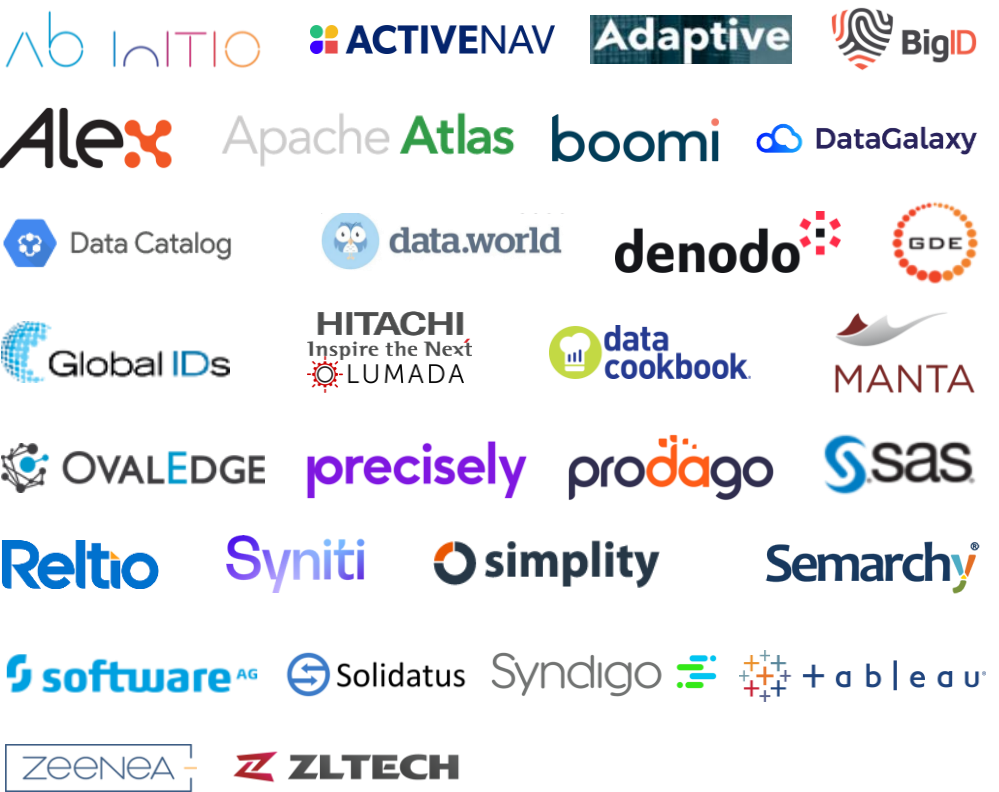 Ab InITIO
ACTIVENAV
Adaptive
BigID
Alex
Apache Atlas
boomi
DataGalaxy
Data Catalog
data.world
denodo
GDE
Global IDs
HITACHI
Inspire the Next
LUMADA
data
cookbook.
MANTA
OVALEDGE
precisely
prodago
sas
Reltio
Syniti
simplity
Semarchy®
software AG
Solidatus
Syndigo
+ableau®
ZeeNeA
ZLTECH